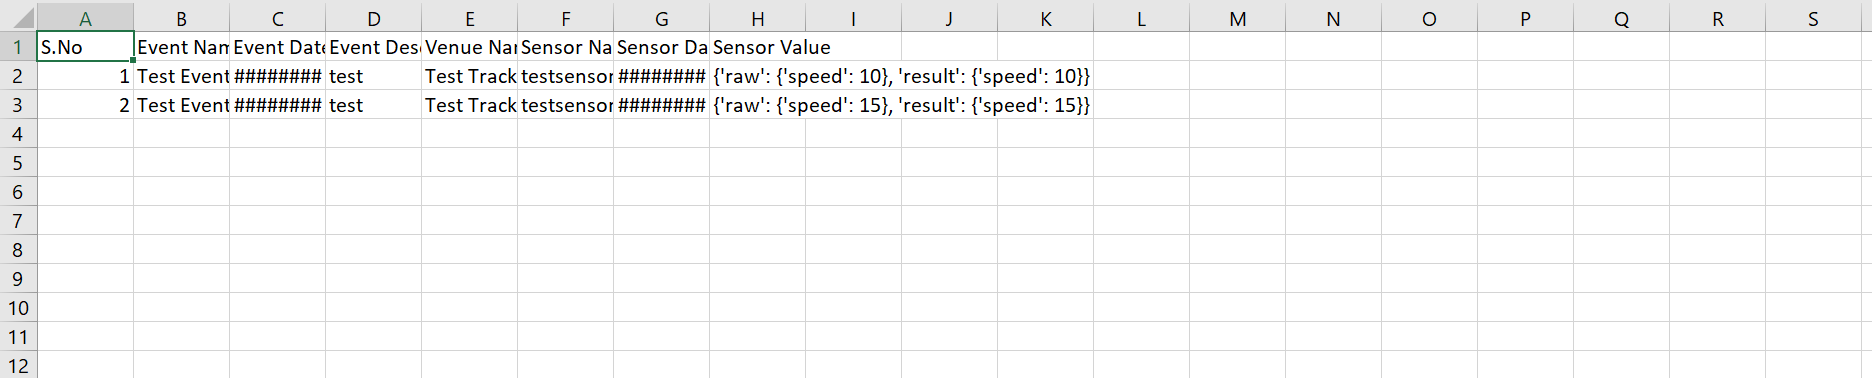 A B C D E F G H I J K L M N O P Q R S
1 S.No Event Nam Event Date Event Desc Venue Nar Sensor Na Sensor Da Sensor Value
2 1 Test Event ######## test Test Track testsensor ######## {'raw': {'speed': 10}, 'result': {'speed': 10}}
3 2 Test Event ######## test Test Track testsensor ######## {'raw': {'speed': 15}, 'result': {'speed': 15}}
4
5
6
7
8
9
10
11
12